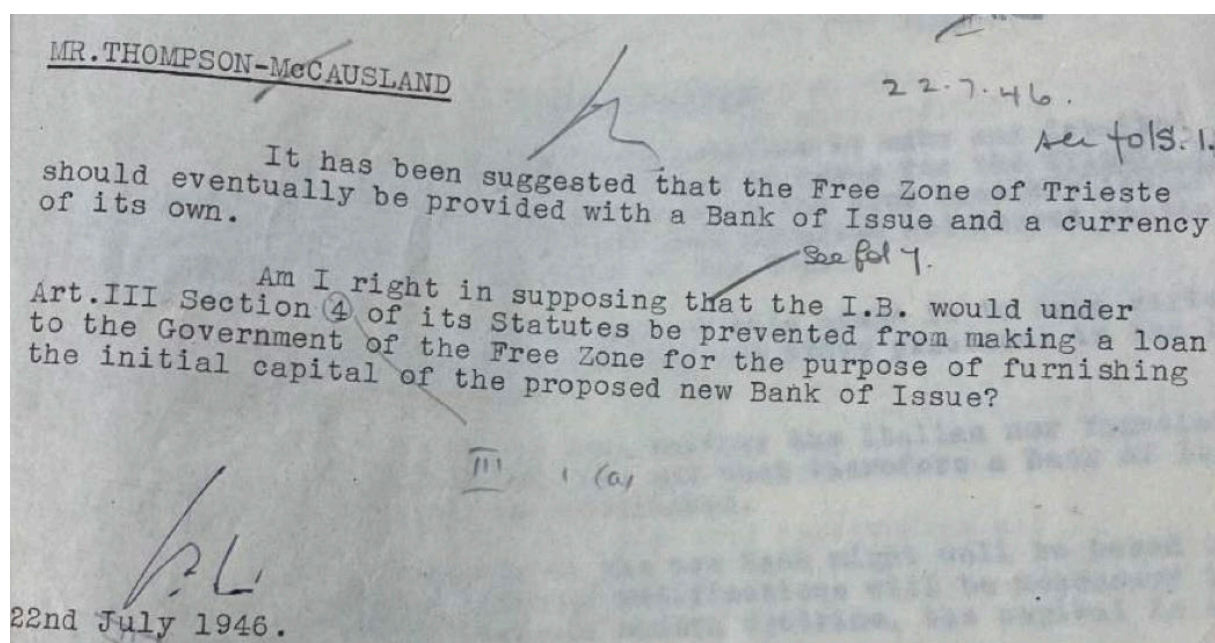 MR.THOMPSON-McCAUSLAND
22.7.46.
see fols. 1.
It has been suggested that the Free Zone of Trieste
should eventually be provided with a Bank of Issue and a currency
of its own.
See fol 7.
Am I right in supposing that the I.B. would under
Art.III Section 4 of its Statutes be prevented from making a loan
to the Government of the Free Zone for the purpose of furnishing
the initial capital of the proposed new Bank of Issue?
III 1 (a)
22nd July 1946.